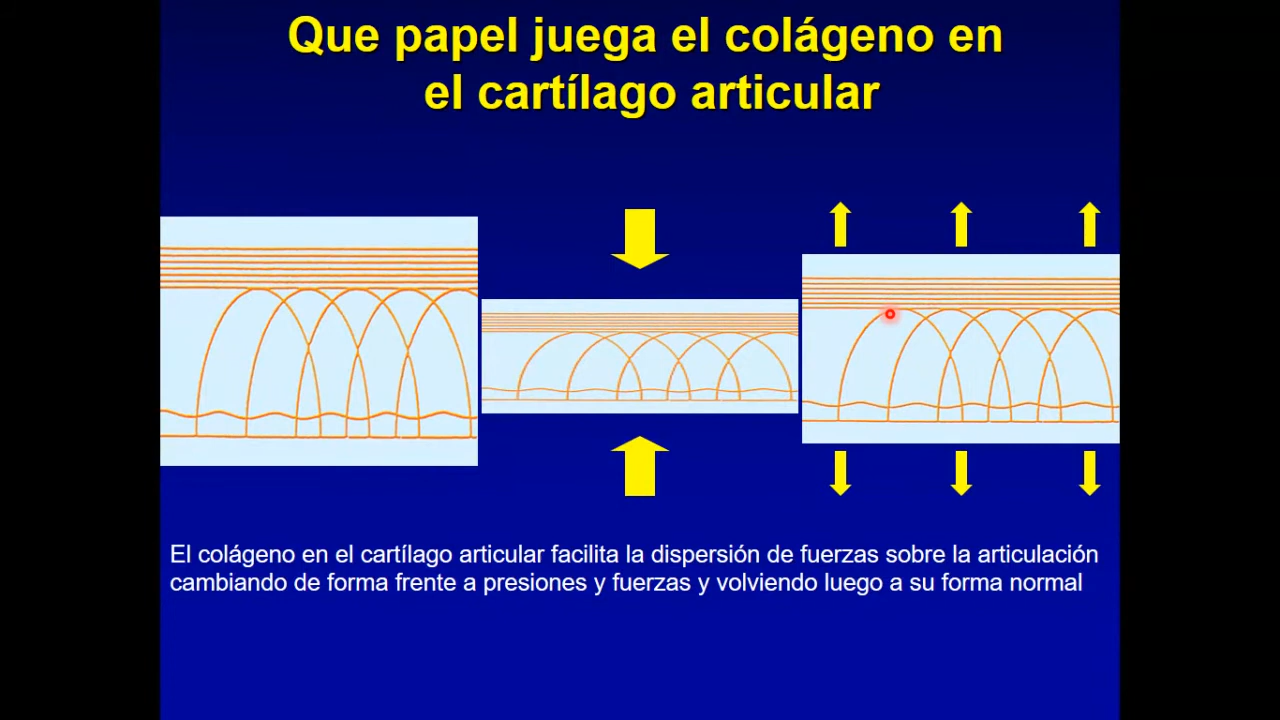 Que papel juega el colágeno en
el cartílago articular
El colágeno en el cartílago articular facilita la dispersión de fuerzas sobre la articulación
cambiando de forma frente a presiones y fuerzas y volviendo luego a su forma normal